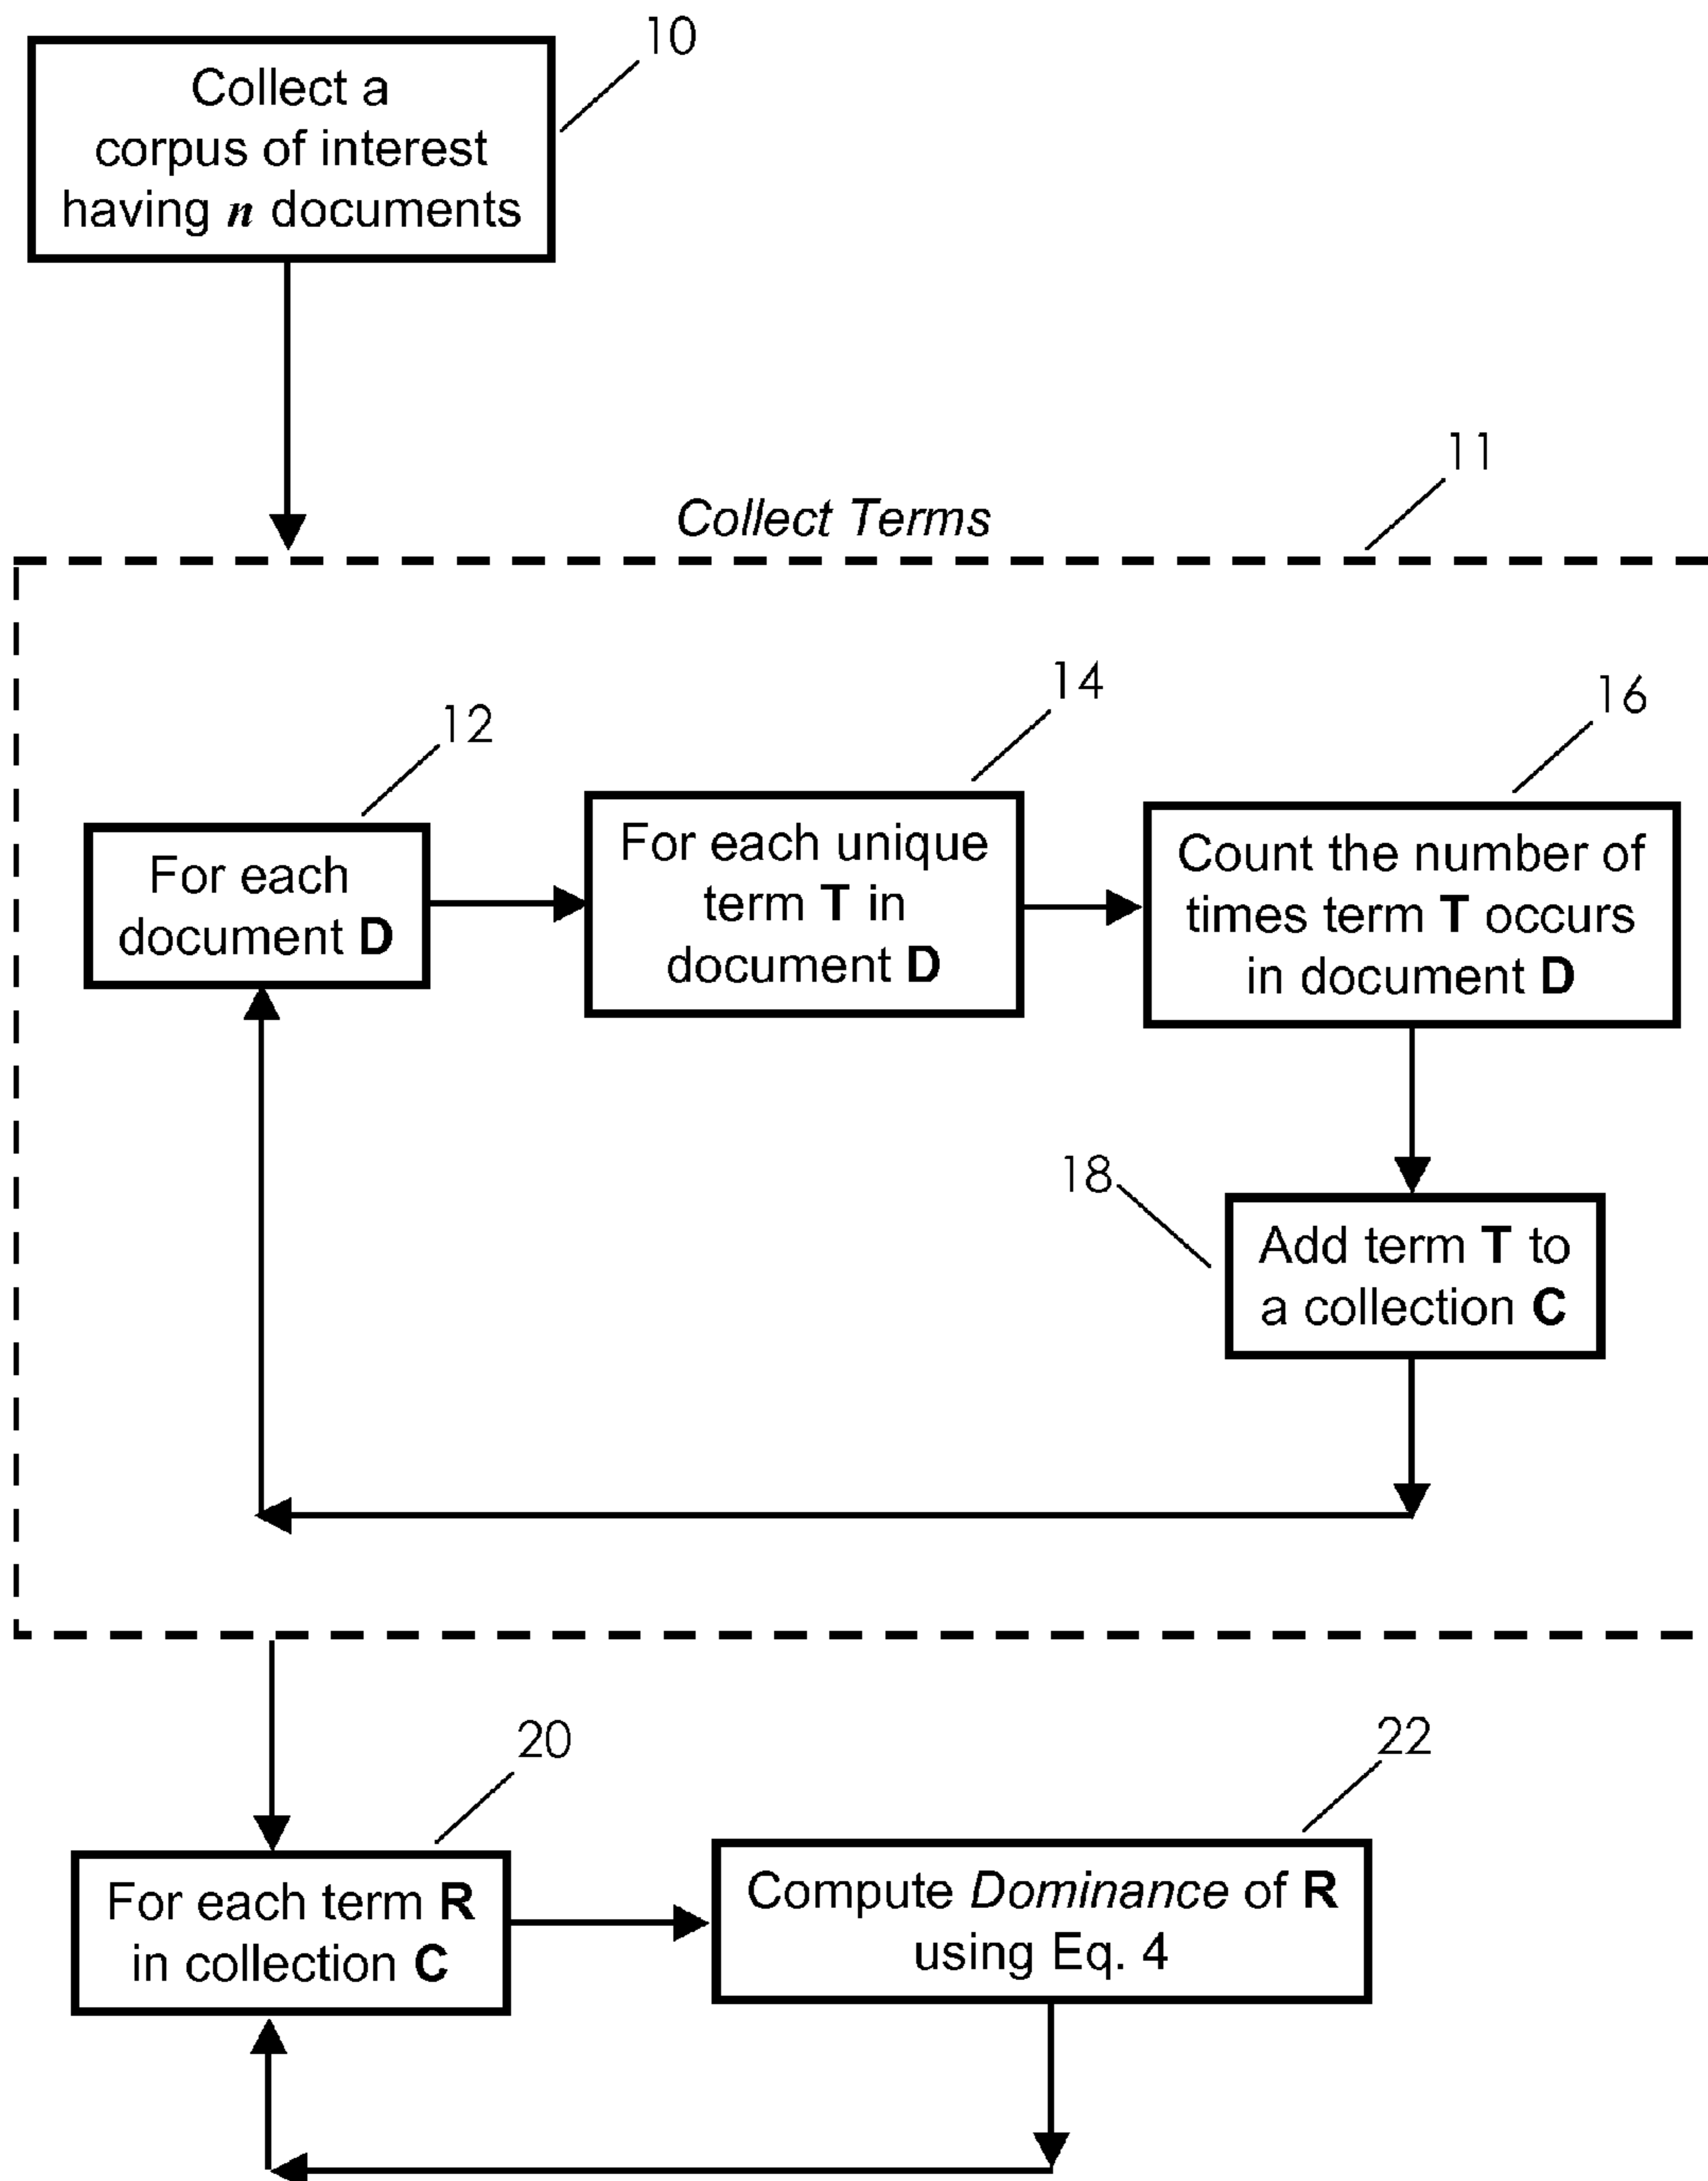 10
Collect a
corpus of interest
having n documents
11
Collect Terms
12
For each
document D
14
For each unique
term T in
document D
16
Count the number of
times term T occurs
in document D
18
Add term T to
a collection C
20
For each term R
in collection C
22
Compute Dominance of R
using Eq. 4